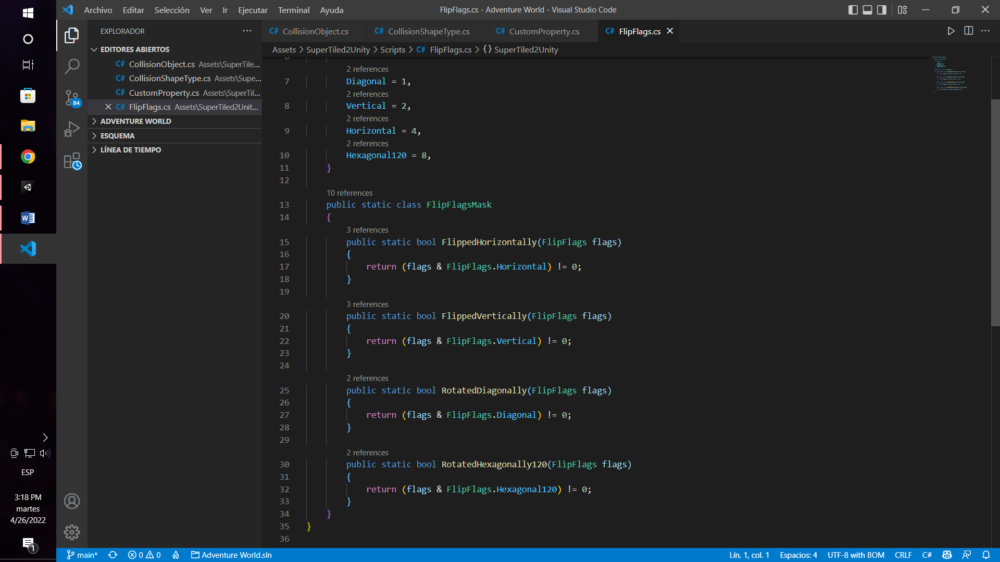 Archivo Editar Selección Ver Ir Ejecutar Terminal Ayuda
FlipFlags.cs - Adventure World - Visual Studio Code
EXPLORADOR
EDITORES ABIERTOS
C# CollisionObject.cs Assets\SuperTile...
C# CollisionShapeType.cs Assets\Supe...
C# CustomProperty.cs Assets\SuperTil...
C# FlipFlags.cs Assets\SuperTiled2Unit...
ADVENTURE WORLD
ESQUEMA
LÍNEA DE TIEMPO
84
C# CollisionObject.cs C# CollisionShapeType.cs C# CustomProperty.cs C# FlipFlags.cs
Assets > SuperTiled2Unity > Scripts > C# FlipFlags.cs > {} SuperTiled2Unity
2 references
7 Diagonal = 1,
2 references
8 Vertical = 2,
2 references
9 Horizontal = 4,
2 references
10 Hexagonal120 = 8,
11 }
12
10 references
13 public static class FlipFlagsMask
14 {
3 references
15 public static bool FlippedHorizontally(FlipFlags flags)
16 {
17 return (flags & FlipFlags.Horizontal) != 0;
18 }
19
3 references
20 public static bool FlippedVertically(FlipFlags flags)
21 {
22 return (flags & FlipFlags.Vertical) != 0;
23 }
24
2 references
25 public static bool RotatedDiagonally(FlipFlags flags)
26 {
27 return (flags & FlipFlags.Diagonal) != 0;
28 }
29
2 references
30 public static bool RotatedHexagonally120(FlipFlags flags)
31 {
32 return (flags & FlipFlags.Hexagonal120) != 0;
33 }
34 }
35 }
36
ESP
3:18 PM
martes
4/26/2022
1
main* 0 0 Adventure World.sln
Lín. 1, col. 1 Espacios: 4 UTF-8 with BOM CRLF C#